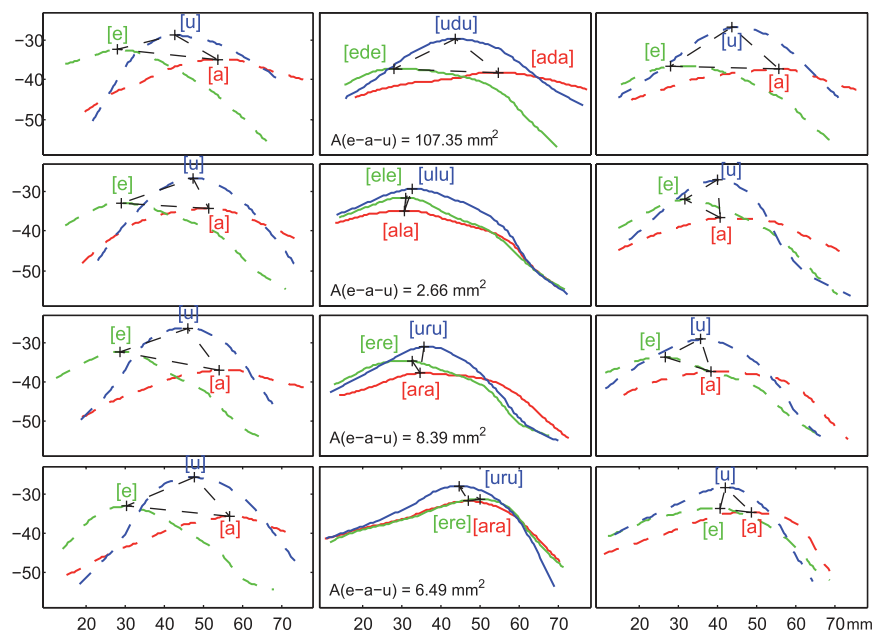 [e] [u] [a] [udu] [ede] [ada] [e] [u] [a]
−30
−40
−50
A(e−a−u) = 107.35 mm²
[e] [u] [a] [ele] [ulu] [ala] [u] [e] [a]
−30
−40
−50
A(e−a−u) = 2.66 mm²
[e] [u] [a] [ere] [uru] [ara] [e] [u] [a]
−30
−40
−50
A(e−a−u) = 8.39 mm²
[e] [u] [a] [uru] [ere] [ara] [u] [e] [a]
−30
−40
−50
A(e−a−u) = 6.49 mm²
20 30 40 50 60 70 20 30 40 50 60 70 20 30 40 50 60 70mm